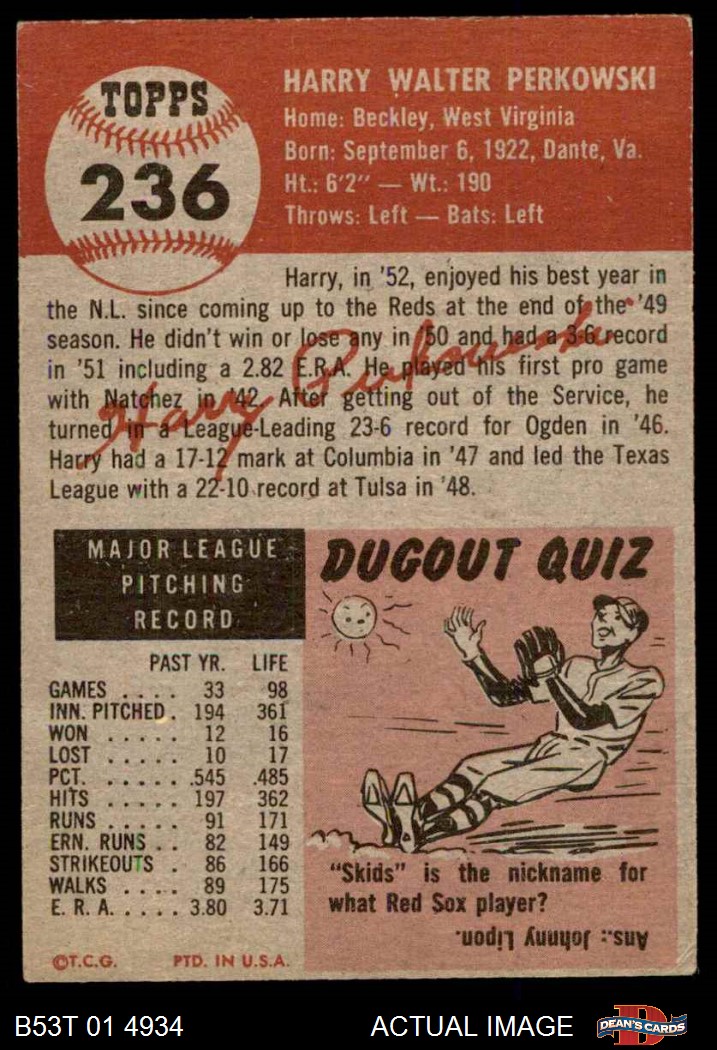 TOPPS
236
HARRY WALTER PERKOWSKI
Home: Beckley, West Virginia
Born: September 6, 1922, Dante, Va.
Ht.: 6'2" — Wt.: 190
Throws: Left — Bats: Left
Harry, in '52, enjoyed his best year in
the N.L. since coming up to the Reds at the end of the '49
season. He didn't win or lose any in '50 and had a 3-6 record
in '51 including a 2.82 E.R.A. He played his first pro game
with Natchez in '42. After getting out of the Service, he
turned in a League-Leading 23-6 record for Ogden in '46.
Harry had a 17-12 mark at Columbia in '47 and led the Texas
League with a 22-10 record at Tulsa in '48.
Harry Perkowski
MAJOR LEAGUE
PITCHING
RECORD
PAST YR. LIFE
GAMES .... 33 98
INN. PITCHED . 194 361
WON ..... 12 16
LOST ..... 10 17
PCT. ..... .545 .485
HITS ..... 197 362
RUNS ..... 91 171
ERN. RUNS .. 82 149
STRIKEOUTS . 86 166
WALKS .... 89 175
E. R. A. .... 3.80 3.71
©T.C.G. PTD. IN U.S.A.
DUGOUT QUIZ
"Skids" is the nickname for
what Red Sox player?
Ans.: Johnny Lipon.
B53T 01 4934 ACTUAL IMAGE
D
DEAN'S CARDS